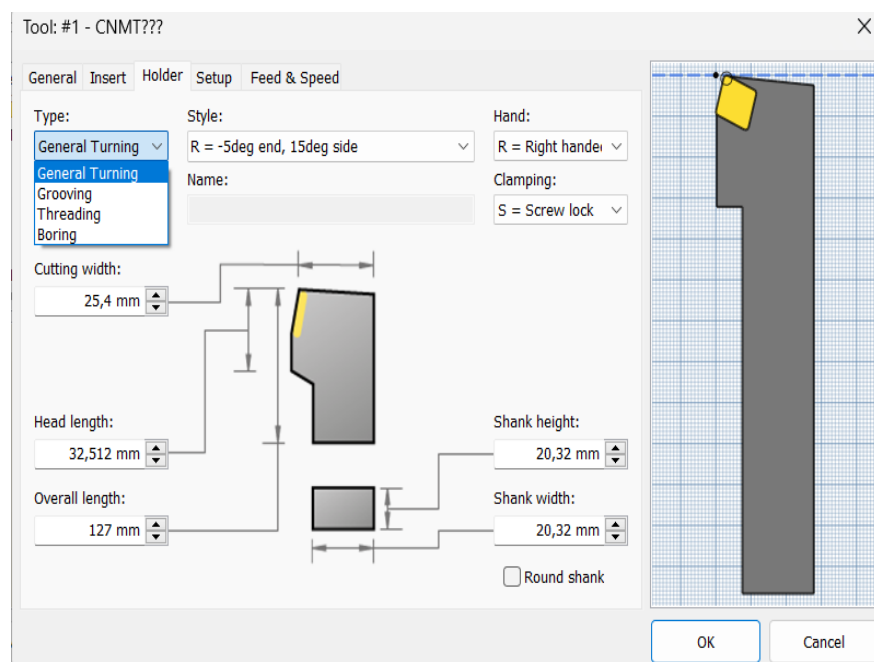 Tool: #1 - CNMT???
General Insert Holder Setup Feed & Speed
Type: Style: Hand:
General Turning R = -5deg end, 15deg side R = Right hande
General Turning
Grooving
Threading
Boring
Name: Clamping:
S = Screw lock
Cutting width:
25,4 mm
Head length: Shank height:
32,512 mm 20,32 mm
Overall length: Shank width:
127 mm 20,32 mm
Round shank
OK Cancel